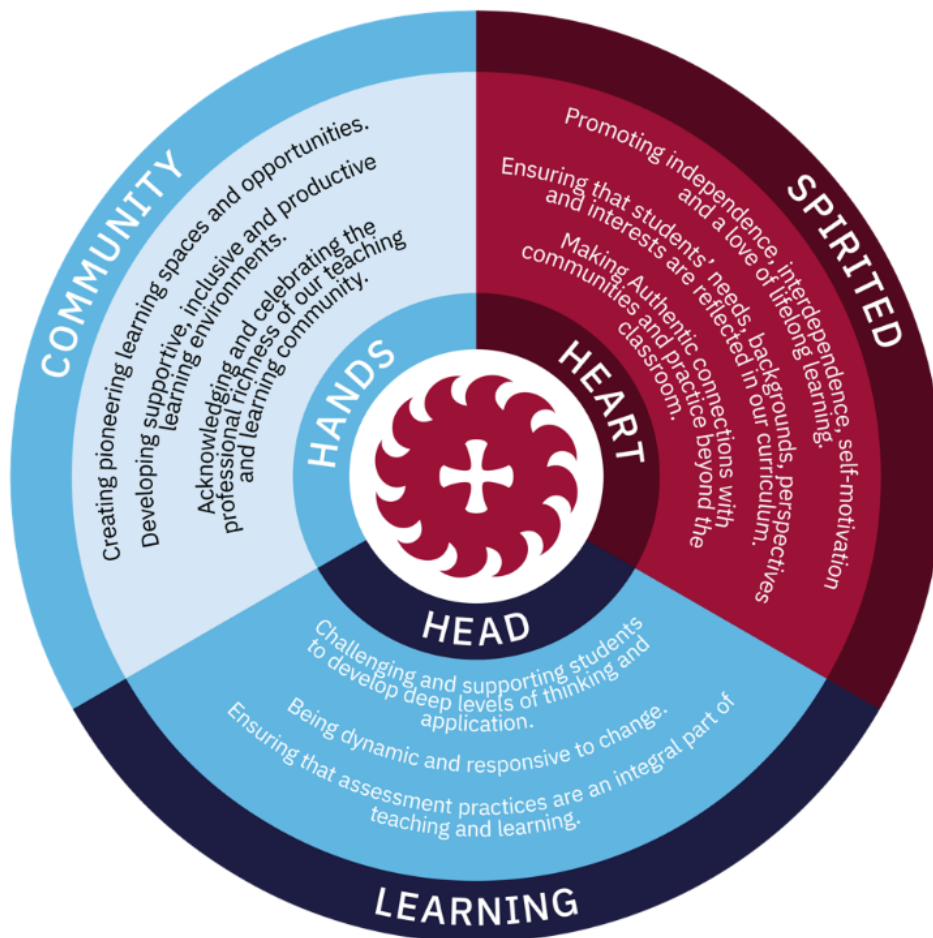 COMMUNITY
Creating pioneering learning spaces and opportunities.
Developing supportive, inclusive and productive
learning environments.
Acknowledging and celebrating the
professional richness of our teaching
and learning community.
HANDS
SPIRITED
Promoting independence, interdependence, self-motivation
and a love of lifelong learning.
Ensuring that students' needs, backgrounds, perspectives
and interests are reflected in our curriculum.
Making Authentic connections with
communities and practice beyond the
classroom.
HEART
HEAD
Challenging and supporting students
to develop deep levels of thinking and
application.
Being dynamic and responsive to change.
Ensuring that assessment practices are an integral part of
teaching and learning.
LEARNING